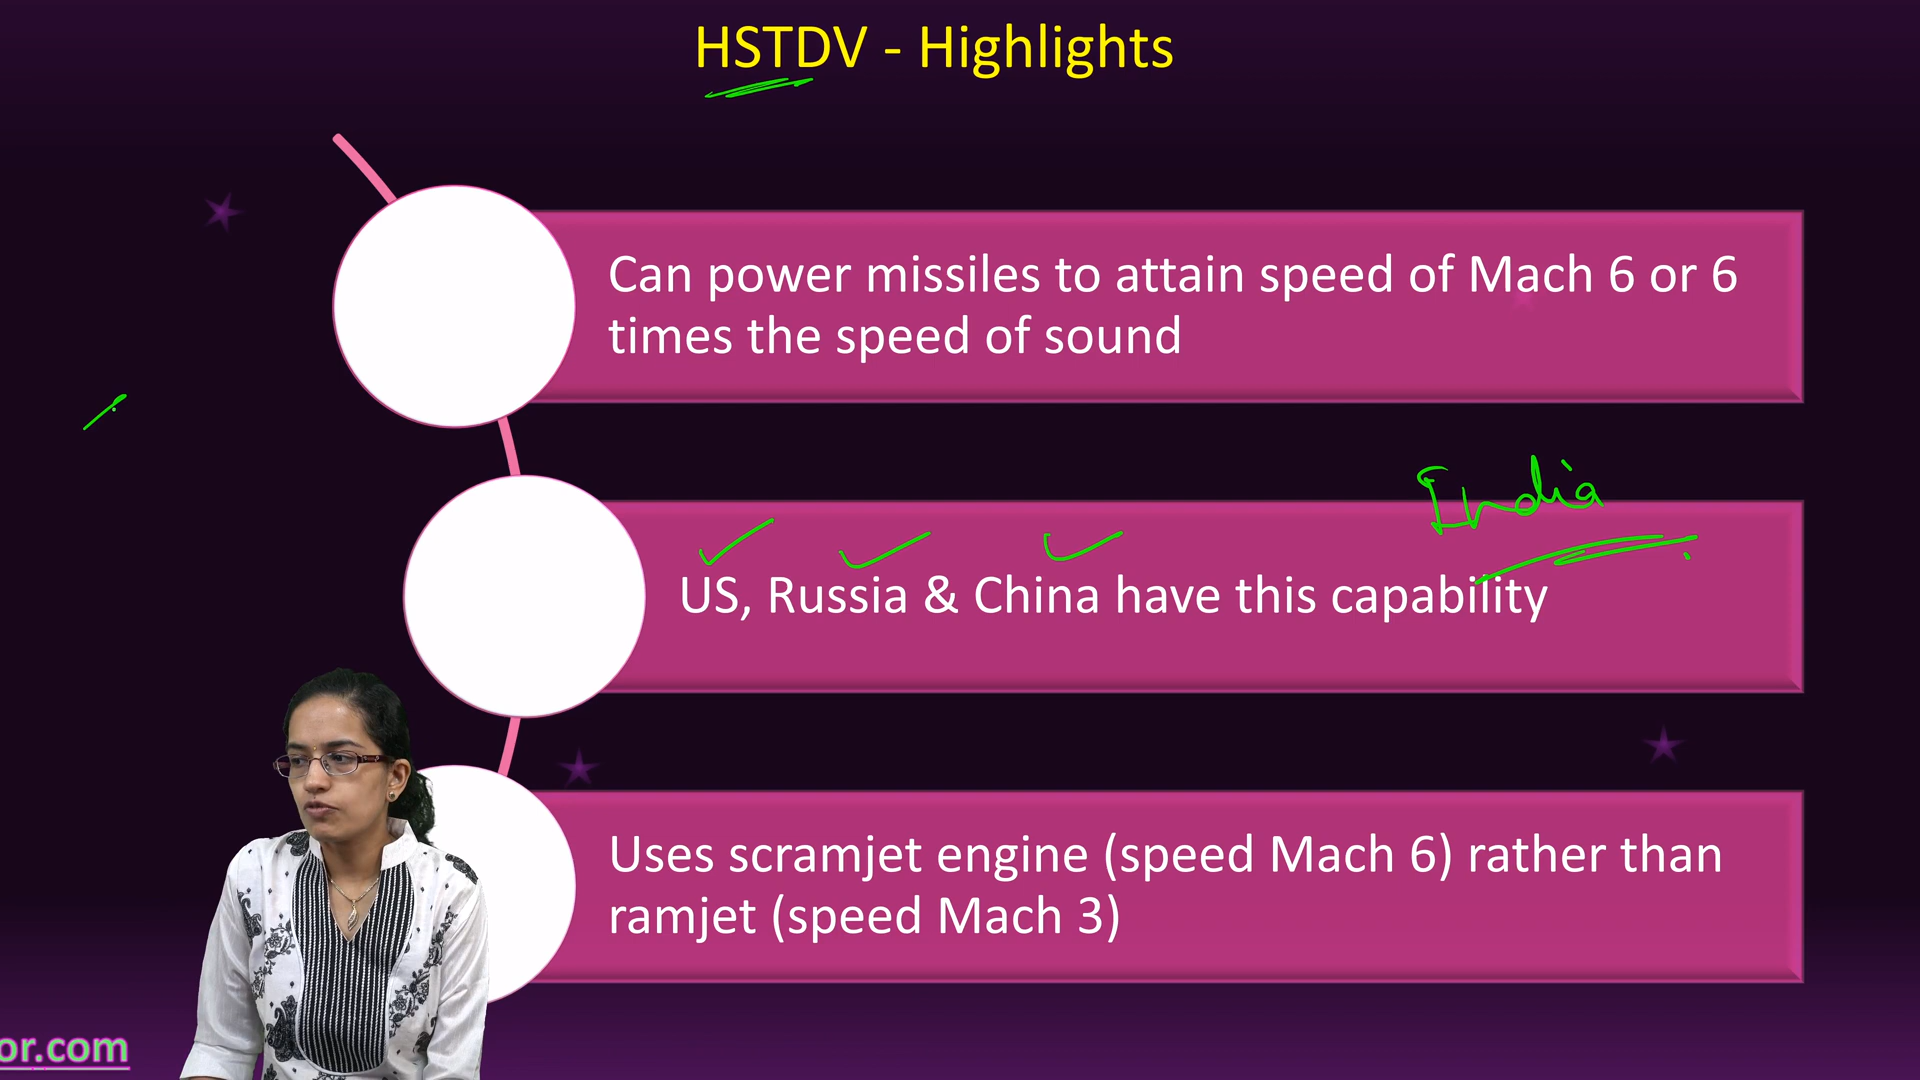 HSTDV - Highlights
Can power missiles to attain speed of Mach 6 or 6
times the speed of sound
India
US, Russia & China have this capability
Uses scramjet engine (speed Mach 6) rather than
ramjet (speed Mach 3)
or.com